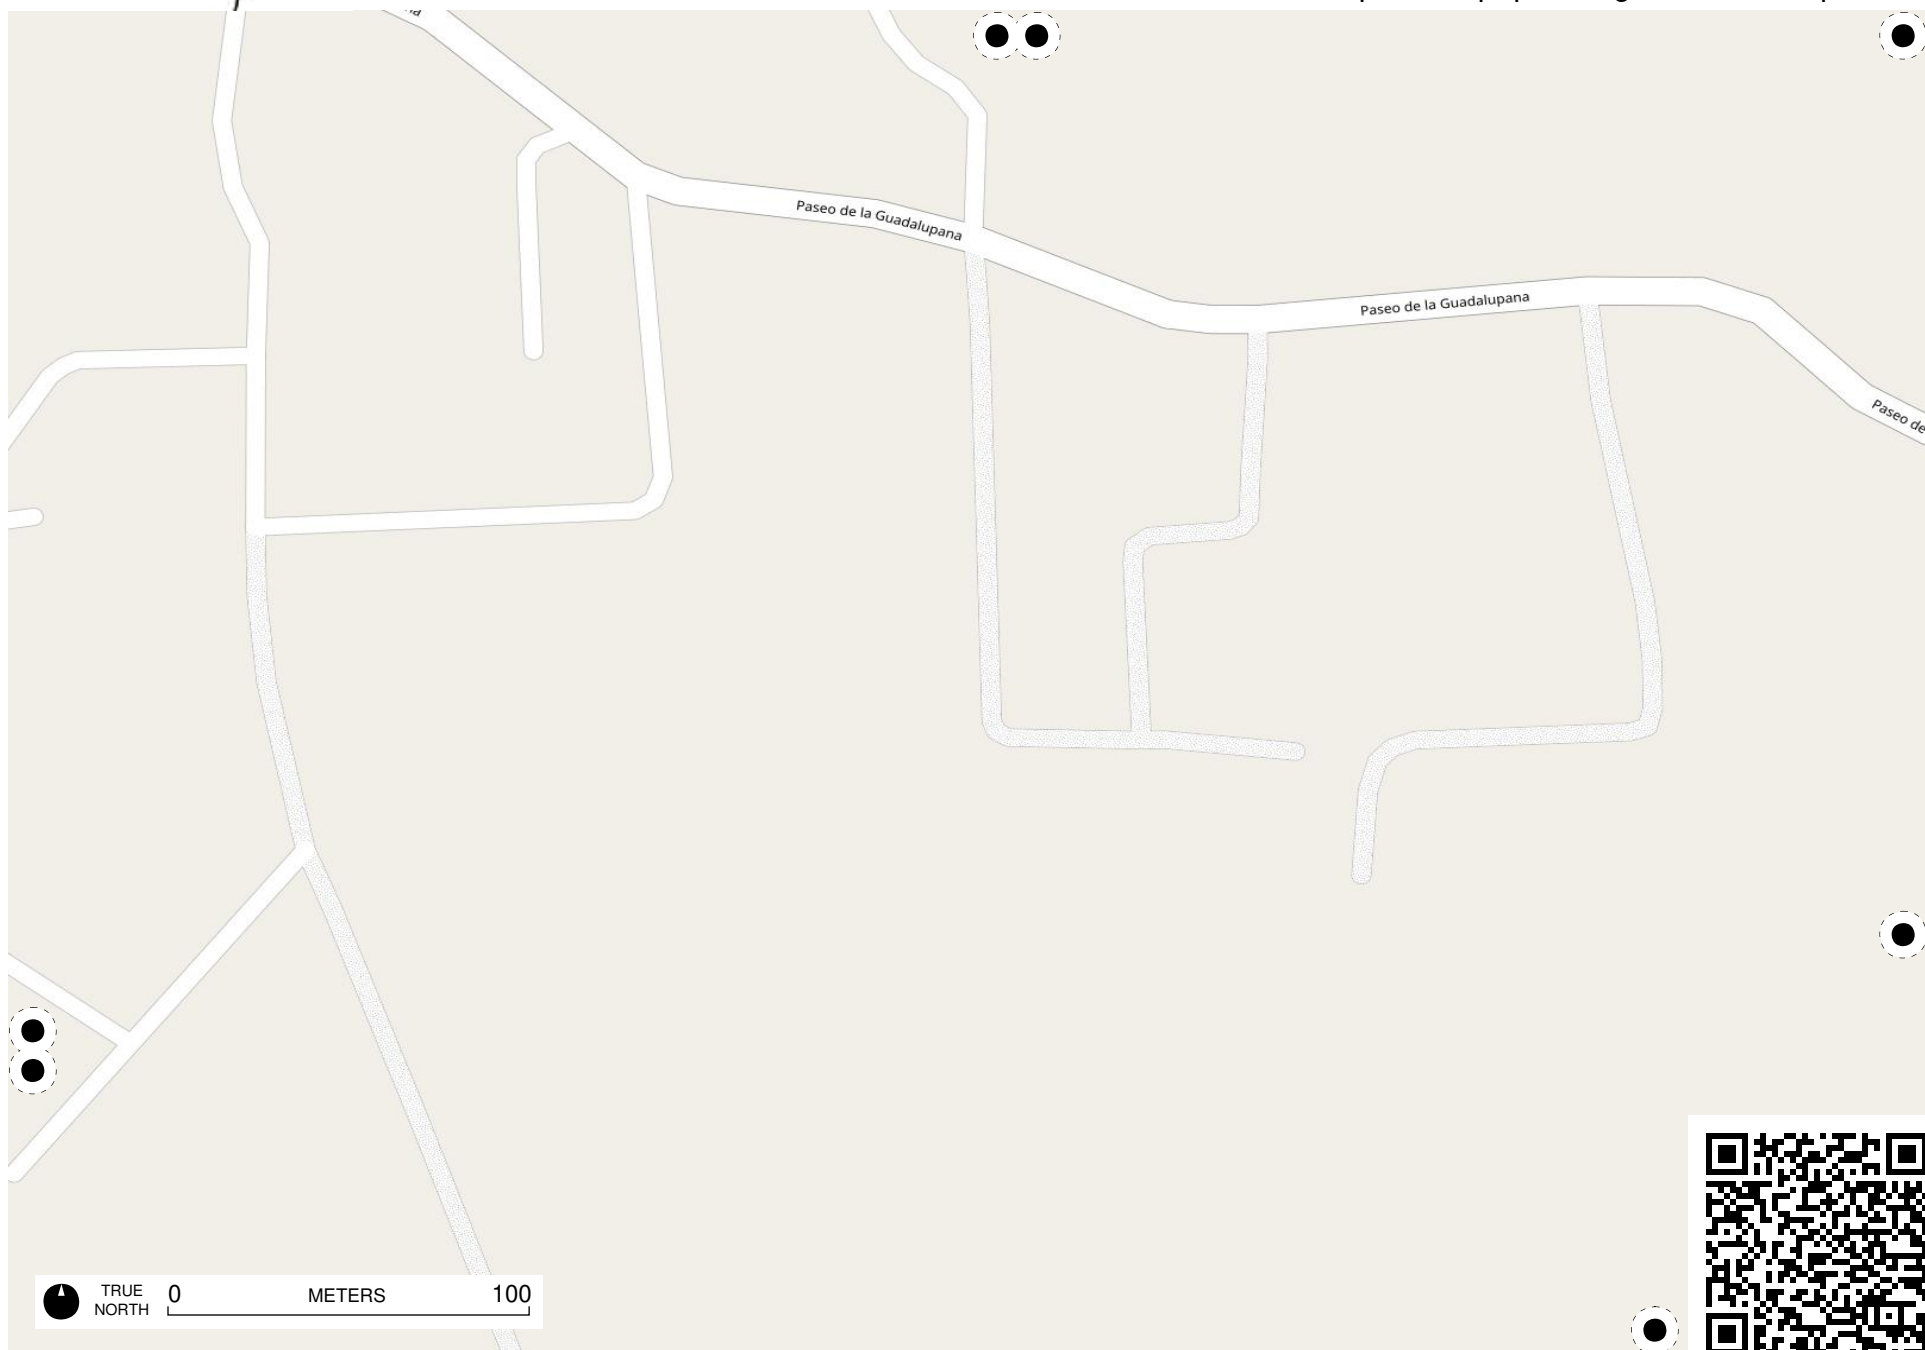 Paseo de la Guadalupana
Paseo de la Guadalupana
Paseo de
TRUE
NORTH
0 METERS 100